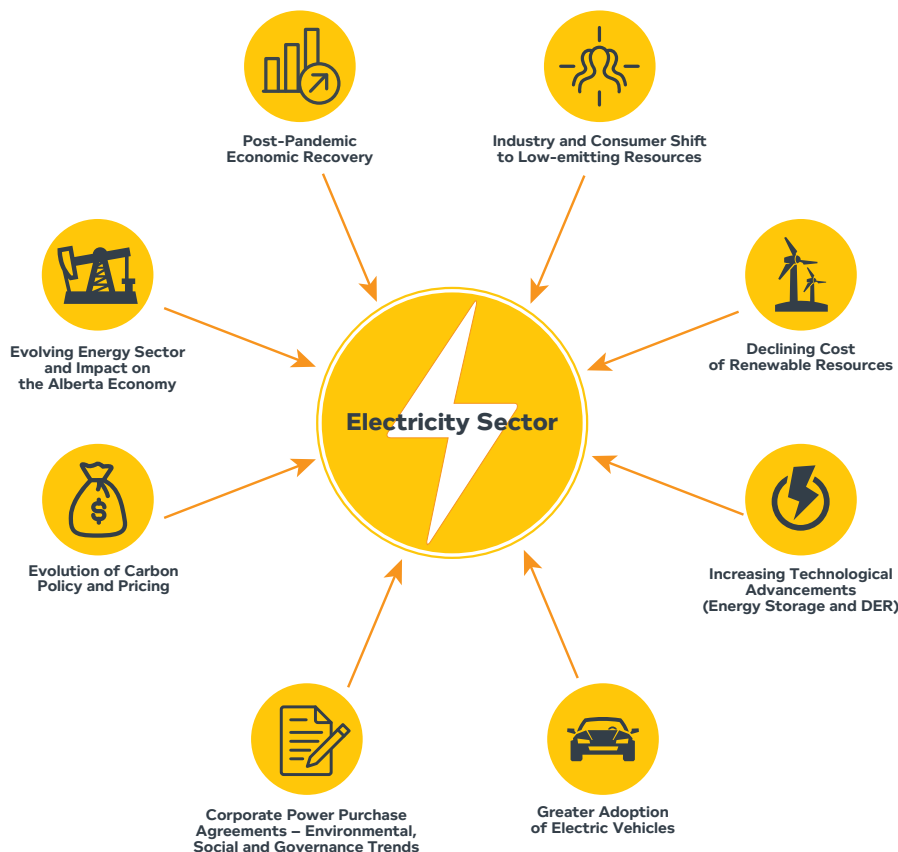 Post-Pandemic
Economic Recovery
Industry and Consumer Shift
to Low-emitting Resources
Evolving Energy Sector
and Impact on
the Alberta Economy
Declining Cost
of Renewable Resources
Electricity Sector
$
Evolution of Carbon
Policy and Pricing
Increasing Technological
Advancements
(Energy Storage and DER)
Corporate Power Purchase
Agreements – Environmental,
Social and Governance Trends
Greater Adoption
of Electric Vehicles